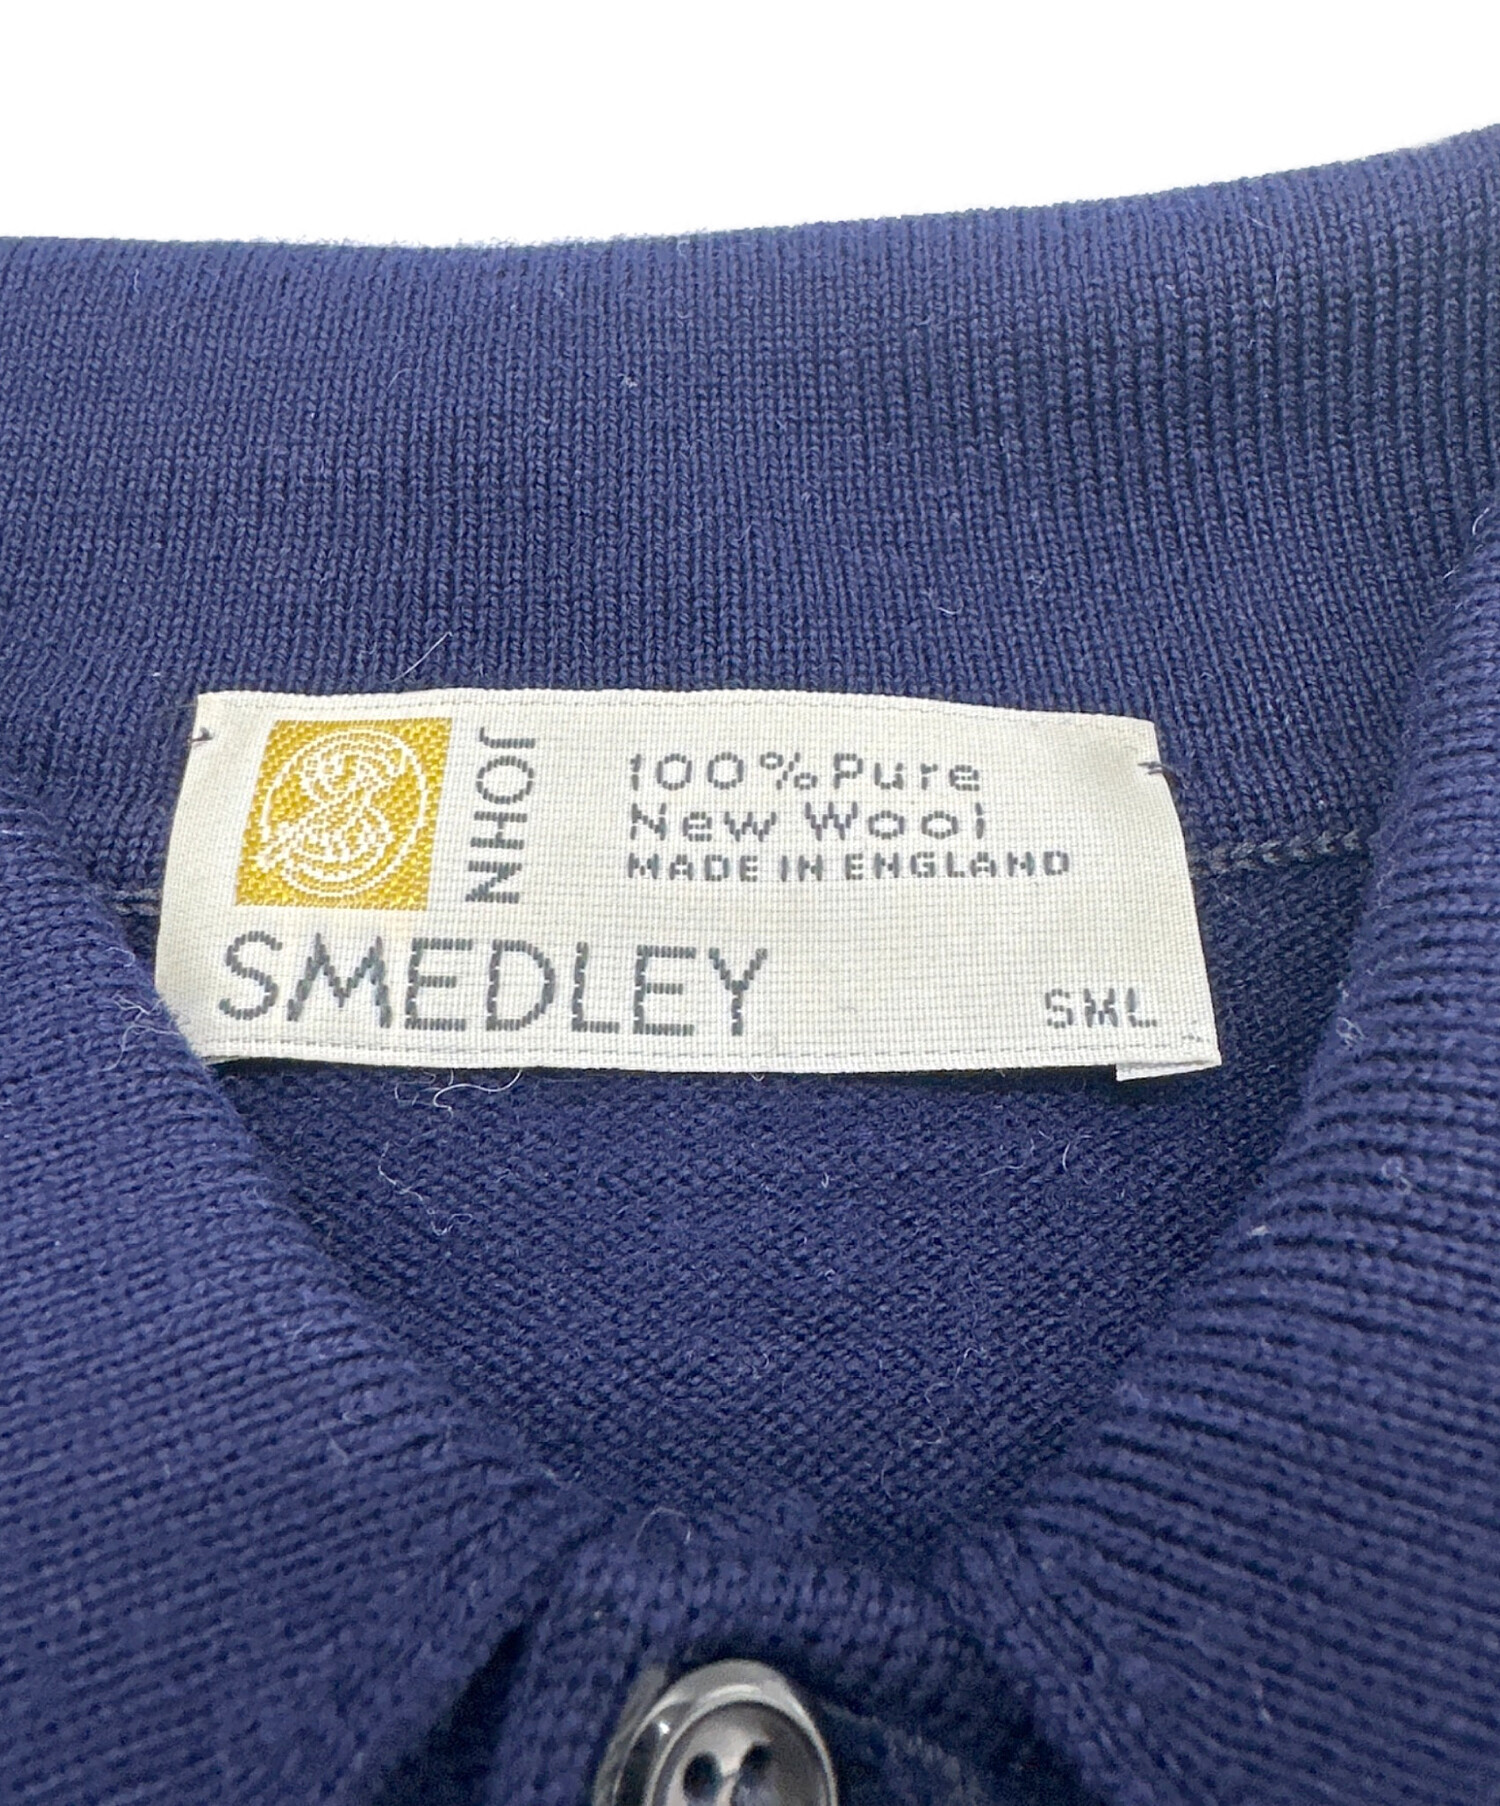 JOHN
100%Pure
New Wool
MADE IN ENGLAND
SMEDLEY
SML